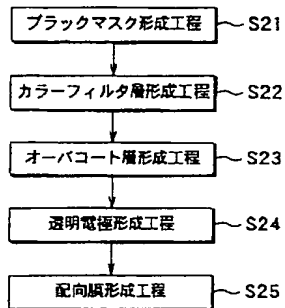 ブラックマスク形成工程 S21
カラーフィルタ層形成工程 S22
オーバコート層形成工程 S23
透明電極形成工程 S24
配向膜形成工程 S25